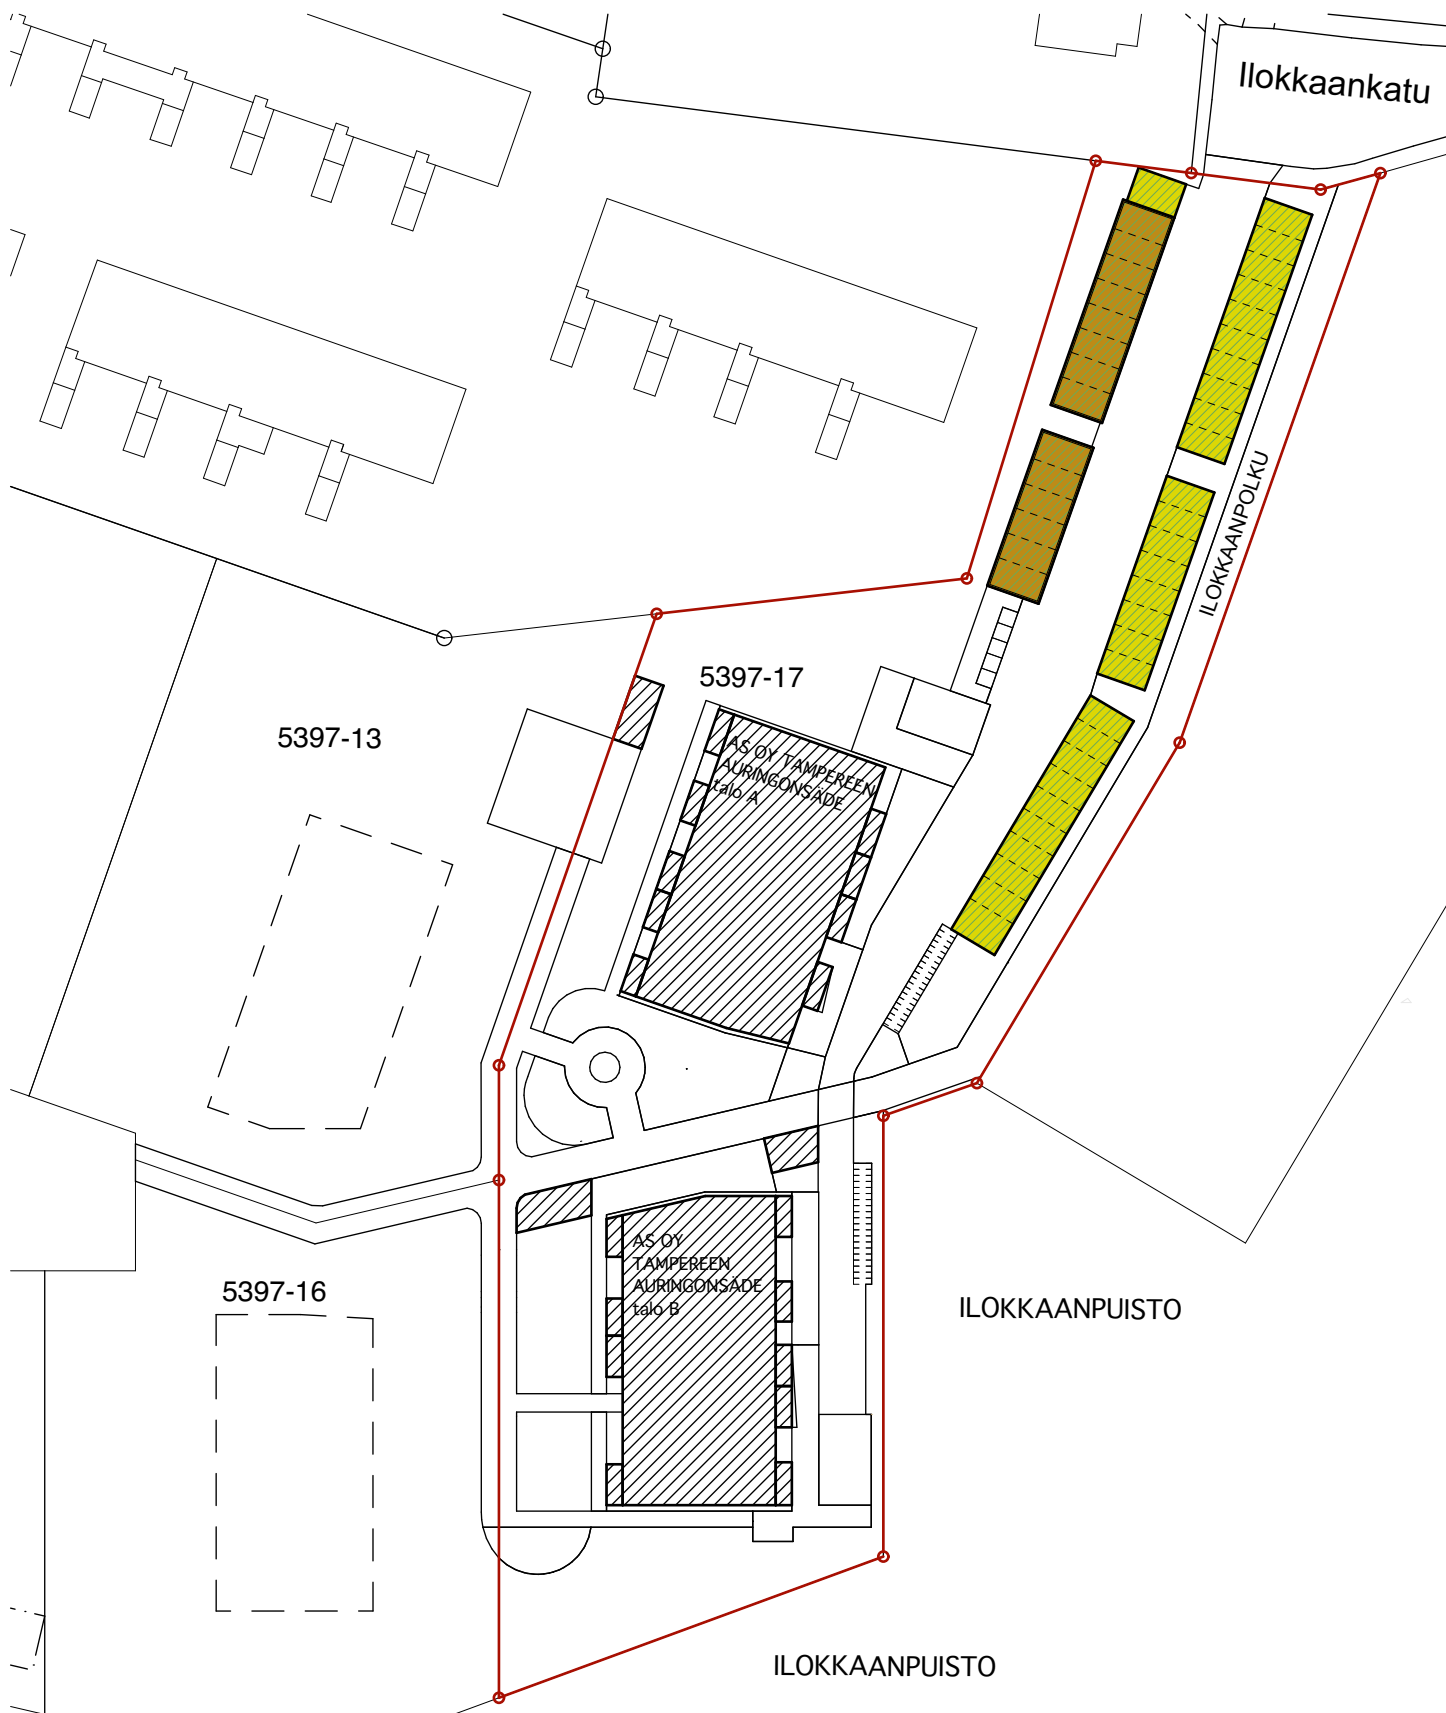 Ilokkaankatu
ILOKKAANPOLKU
5397-17
5397-13
AS OY TAMPEREEN
AURINGONSÄDE
talo A
AS OY
TAMPEREEN
AURINGONSÄDE
talo B
5397-16
ILOKKAANPUISTO
ILOKKAANPUISTO